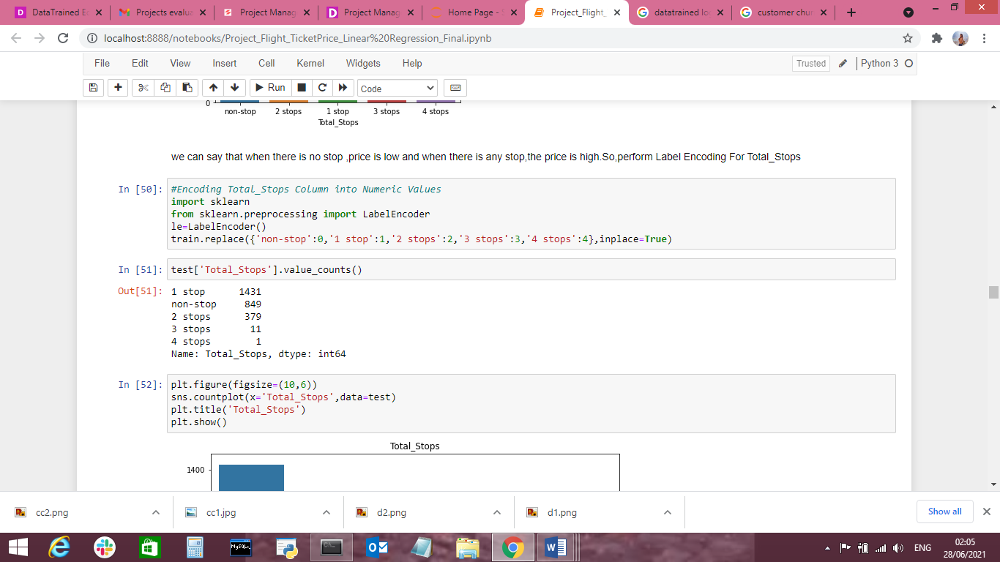 DataTrained Ed
Projects evalua
Project Manag
Project Manag
Home Page -
Project_Flight_
datatrained lo
customer chur
localhost:8888/notebooks/Project_Flight_TicketPrice_Linear%20Regression_Final.ipynb
File Edit View Insert Cell Kernel Widgets Help
Trusted Python 3
Run Code
0
non-stop 2 stops 1 stop 3 stops 4 stops
Total_Stops
we can say that when there is no stop ,price is low and when there is any stop,the price is high.So,perform Label Encoding For Total_Stops
In [50]: #Encoding Total_Stops Column into Numeric Values
import sklearn
from sklearn.preprocessing import LabelEncoder
le=LabelEncoder()
train.replace({'non-stop':0,'1 stop':1,'2 stops':2,'3 stops':3,'4 stops':4},inplace=True)
In [51]: test['Total_Stops'].value_counts()
Out[51]: 1 stop 1431
non-stop 849
2 stops 379
3 stops 11
4 stops 1
Name: Total_Stops, dtype: int64
In [52]: plt.figure(figsize=(10,6))
sns.countplot(x='Total_Stops',data=test)
plt.title('Total_Stops')
plt.show()
Total_Stops
1400
cc2.png cc1.jpg d2.png d1.png Show all
MySQL
ENG
02:05
28/06/2021